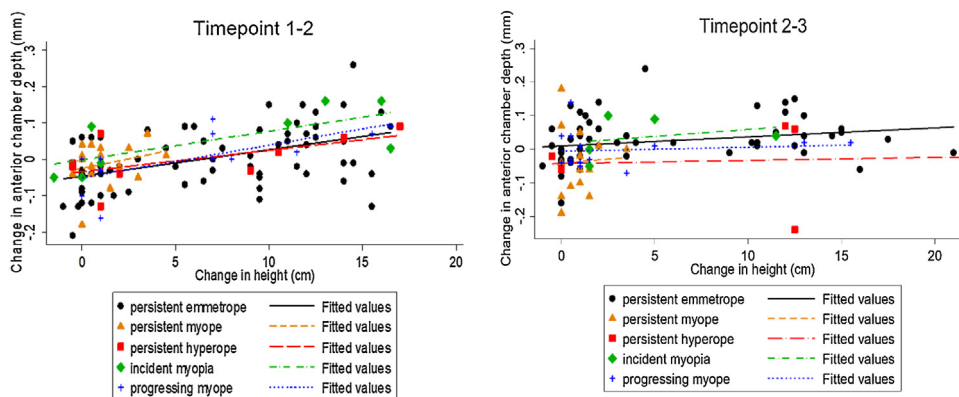 Timepoint 1-2
Change in anterior chamber depth (mm)
.3
.2
.1
0
-.1
-.2
0 5 10 15 20
Change in height (cm)
persistent emmetrope Fitted values
persistent myope Fitted values
persistent hyperope Fitted values
incident myopia Fitted values
progressing myope Fitted values
Timepoint 2-3
Change in anterior chamber depth (mm)
.3
.2
.1
0
-.1
-.2
0 5 10 15 20
Change in height (cm)
persistent emmetrope Fitted values
persistent myope Fitted values
persistent hyperope Fitted values
incident myopia Fitted values
progressing myope Fitted values